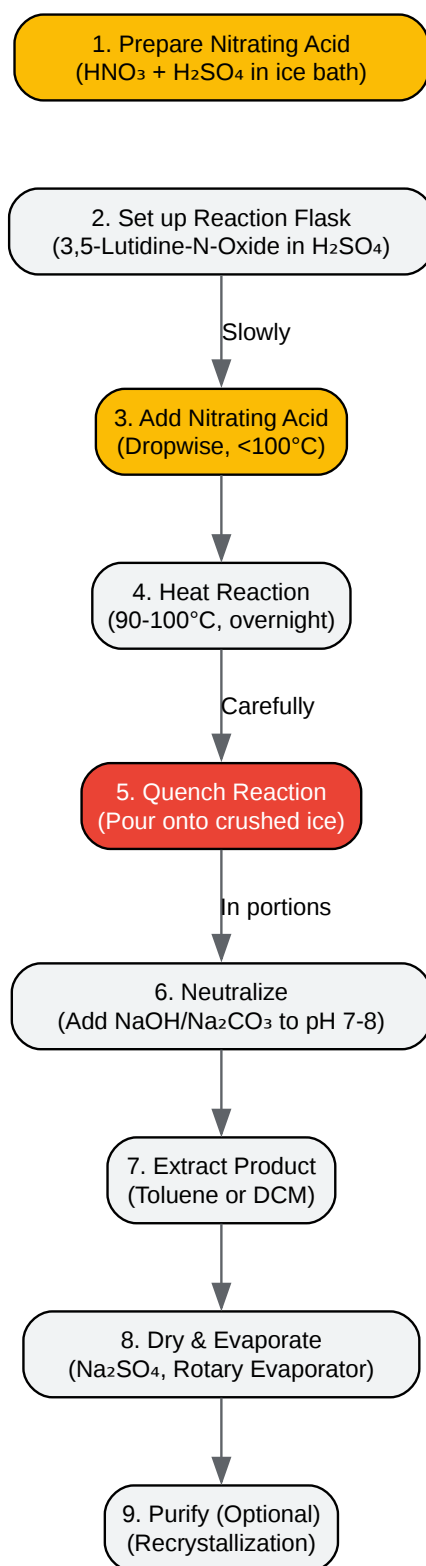 1. Prepare Nitrating Acid
(HNO₃ + H₂SO₄ in ice bath)
2. Set up Reaction Flask
(3,5-Lutidine-N-Oxide in H₂SO₄)
Slowly
3. Add Nitrating Acid
(Dropwise, <100°C)
4. Heat Reaction
(90-100°C, overnight)
Carefully
5. Quench Reaction
(Pour onto crushed ice)
In portions
6. Neutralize
(Add NaOH/Na₂CO₃ to pH 7-8)
7. Extract Product
(Toluene or DCM)
8. Dry & Evaporate
(Na₂SO₄, Rotary Evaporator)
9. Purify (Optional)
(Recrystallization)